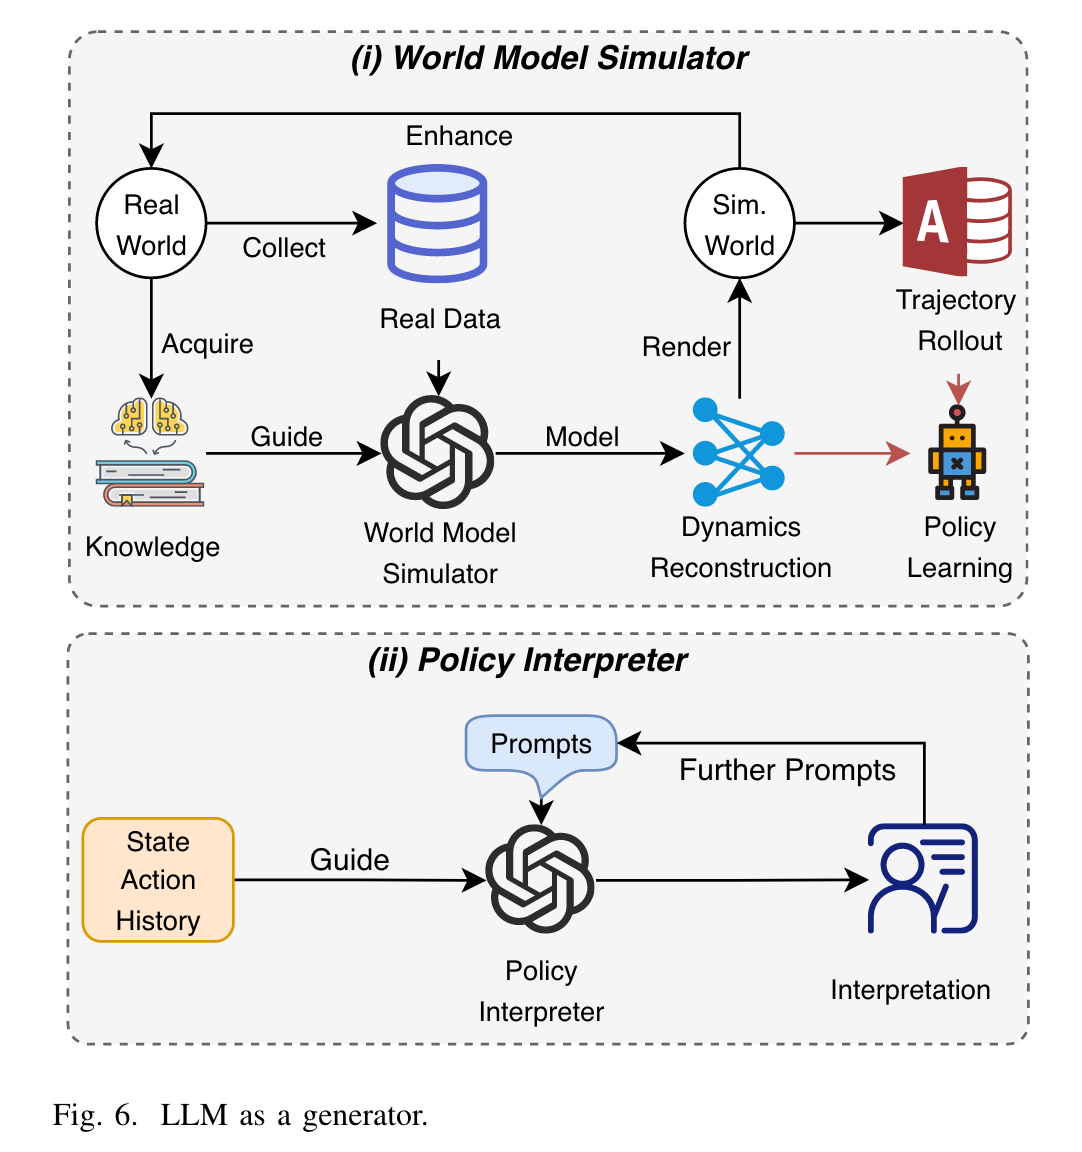 (i) World Model Simulator
Enhance
Real
World
Collect
Real Data
Sim.
World
A
Trajectory
Rollout
Acquire
Render
Guide
Model
Knowledge
World Model
Simulator
Dynamics
Reconstruction
Policy
Learning
(ii) Policy Interpreter
Prompts
Further Prompts
State
Action
History
Guide
Policy
Interpreter
Interpretation
Fig. 6. LLM as a generator.